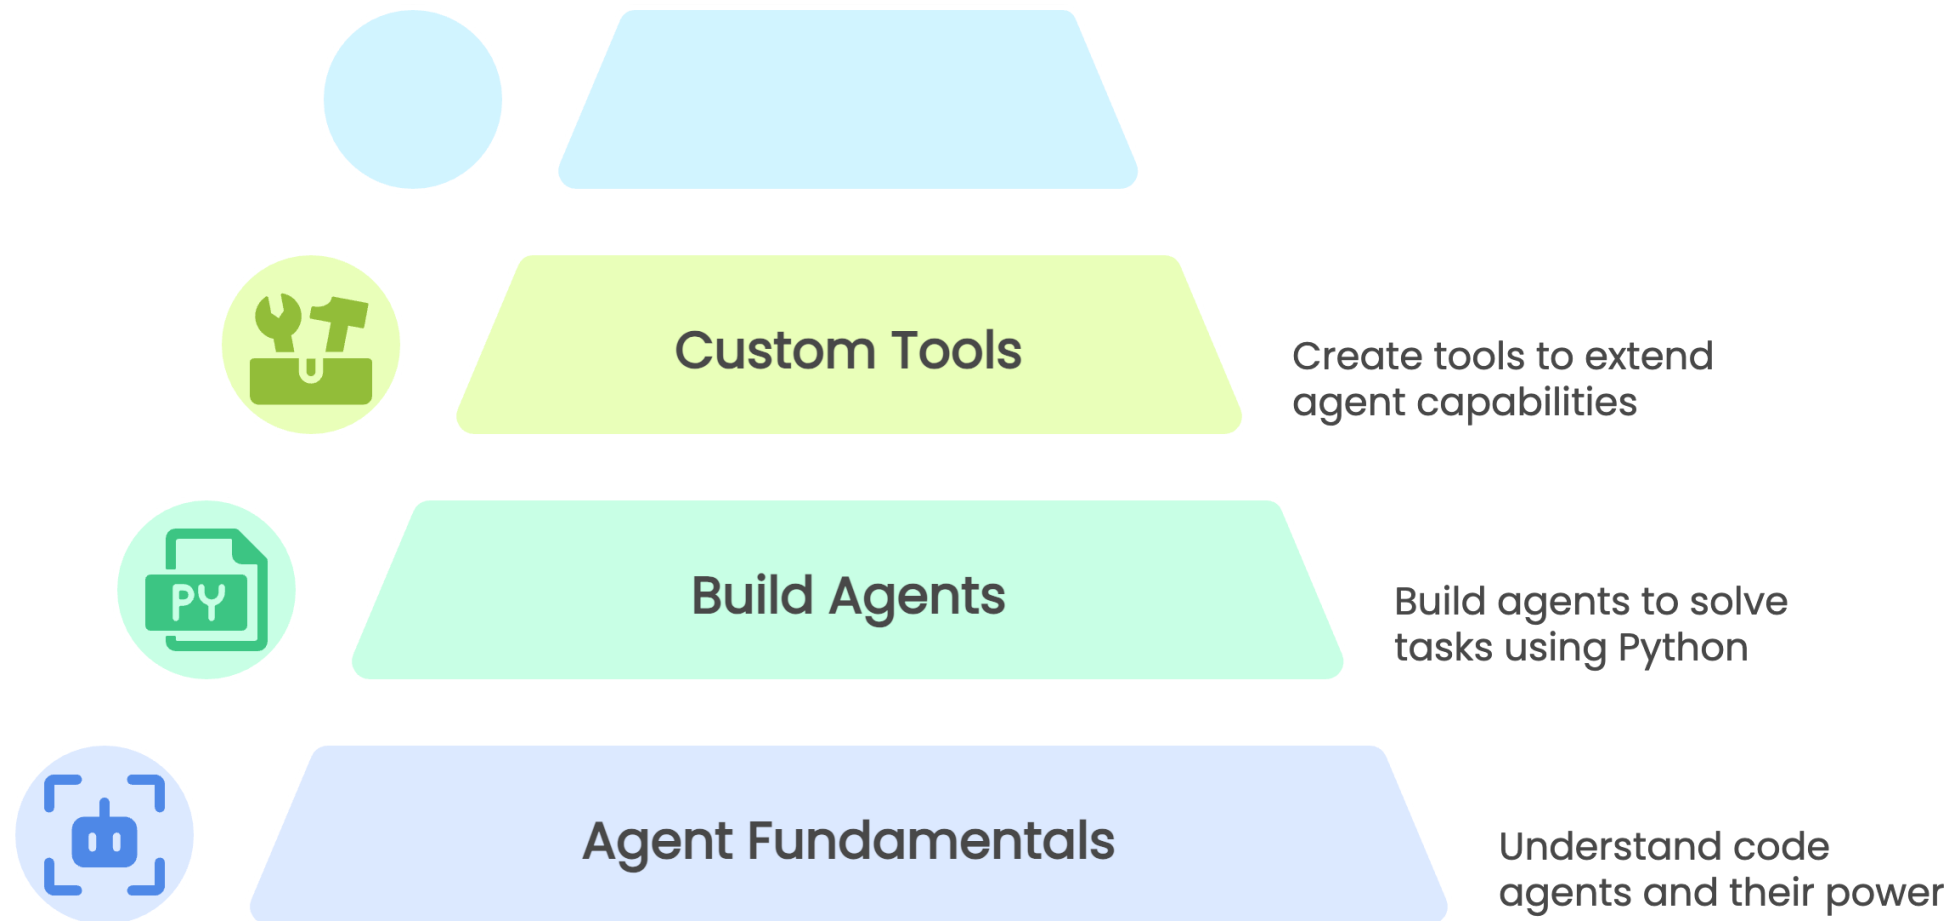 Custom Tools
Create tools to extend
agent capabilities
PY
Build Agents
Build agents to solve
tasks using Python
Agent Fundamentals
Understand code
agents and their power